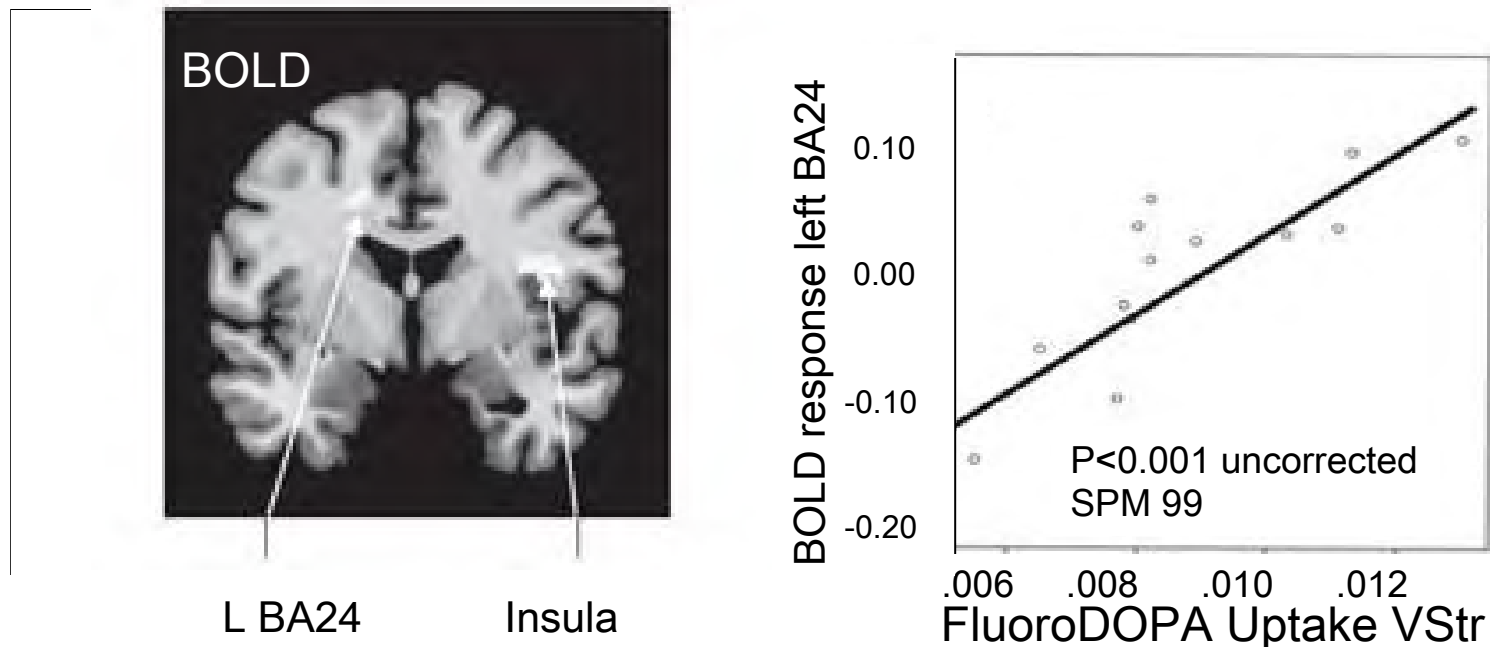 BOLD
L BA24
Insula
BOLD response left BA24
0.10
0.00
-0.10
-0.20
P<0.001 uncorrected
SPM 99
.006 .008 .010 .012
FluoroDOPA Uptake VStr